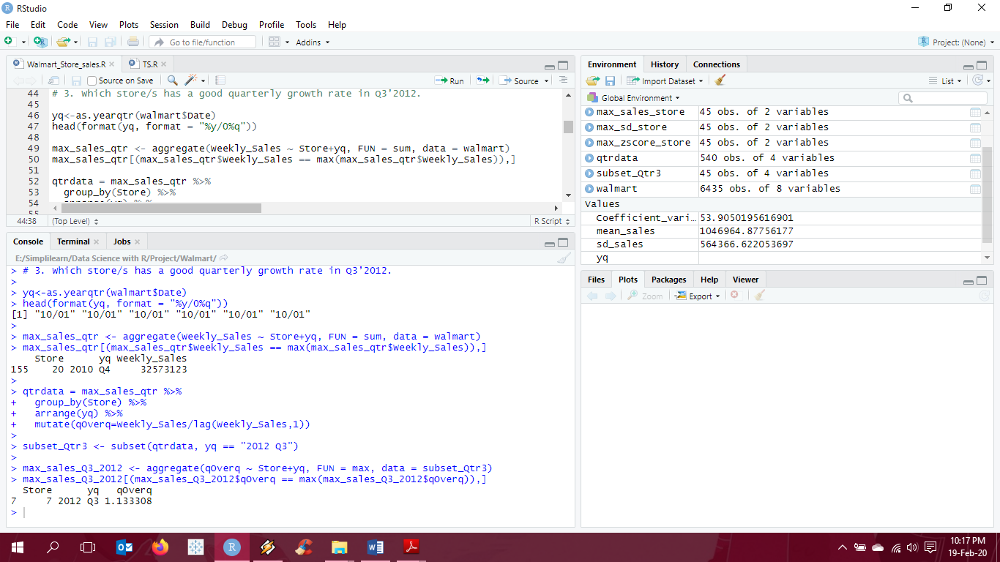 RStudio
File Edit Code View Plots Session Build Debug Profile Tools Help
Go to file/function Addins Project: (None)
Walmart_Store_sales.R TS.R
Source on Save Run Source
44 # 3. Which store/s has a good quarterly growth rate in Q3'2012.
45
46 yq<-as.yearqtr(walmart$Date)
47 head(format(yq, format = "%y/0%q"))
48
49 max_sales_qtr <- aggregate(Weekly_Sales ~ Store+yq, FUN = sum, data = walmart)
50 max_sales_qtr[(max_sales_qtr$Weekly_Sales == max(max_sales_qtr$Weekly_Sales)),]
51
52 qtrdata = max_sales_qtr %>%
53 group_by(Store) %>%
54 arrange(yq) %>%
55
44:38 (Top Level) R Script
Console Terminal Jobs
E:/Simplilearn/Data Science with R/Project/Walmart/
> # 3. Which store/s has a good quarterly growth rate in Q3'2012.
>
> yq<-as.yearqtr(walmart$Date)
> head(format(yq, format = "%y/0%q"))
[1] "10/01" "10/01" "10/01" "10/01" "10/01" "10/01"
>
> max_sales_qtr <- aggregate(Weekly_Sales ~ Store+yq, FUN = sum, data = walmart)
> max_sales_qtr[(max_sales_qtr$Weekly_Sales == max(max_sales_qtr$Weekly_Sales)),]
Store yq Weekly_Sales
155 20 2010 Q4 32573123
>
> qtrdata = max_sales_qtr %>%
+ group_by(Store) %>%
+ arrange(yq) %>%
+ mutate(qOverq=Weekly_Sales/lag(Weekly_Sales,1))
>
> subset_Qtr3 <- subset(qtrdata, yq == "2012 Q3")
>
> max_sales_Q3_2012 <- aggregate(qOverq ~ Store+yq, FUN = max, data = subset_Qtr3)
> max_sales_Q3_2012[(max_sales_Q3_2012$qOverq == max(max_sales_Q3_2012$qOverq)),]
Store yq qOverq
7 7 2012 Q3 1.133308
>
Environment History Connections
Import Dataset List
Global Environment
max_sales_store 45 obs. of 2 variables
max_sd_store 45 obs. of 2 variables
max_zscore_store 45 obs. of 2 variables
qtrdata 540 obs. of 4 variables
subset_Qtr3 45 obs. of 4 variables
walmart 6435 obs. of 8 variables
Values
Coefficient_vari... 53.9050195616901
mean_sales 1046964.87756177
sd_sales 564366.622053697
yq
Files Plots Packages Help Viewer
Zoom Export
10:17 PM
19-Feb-20